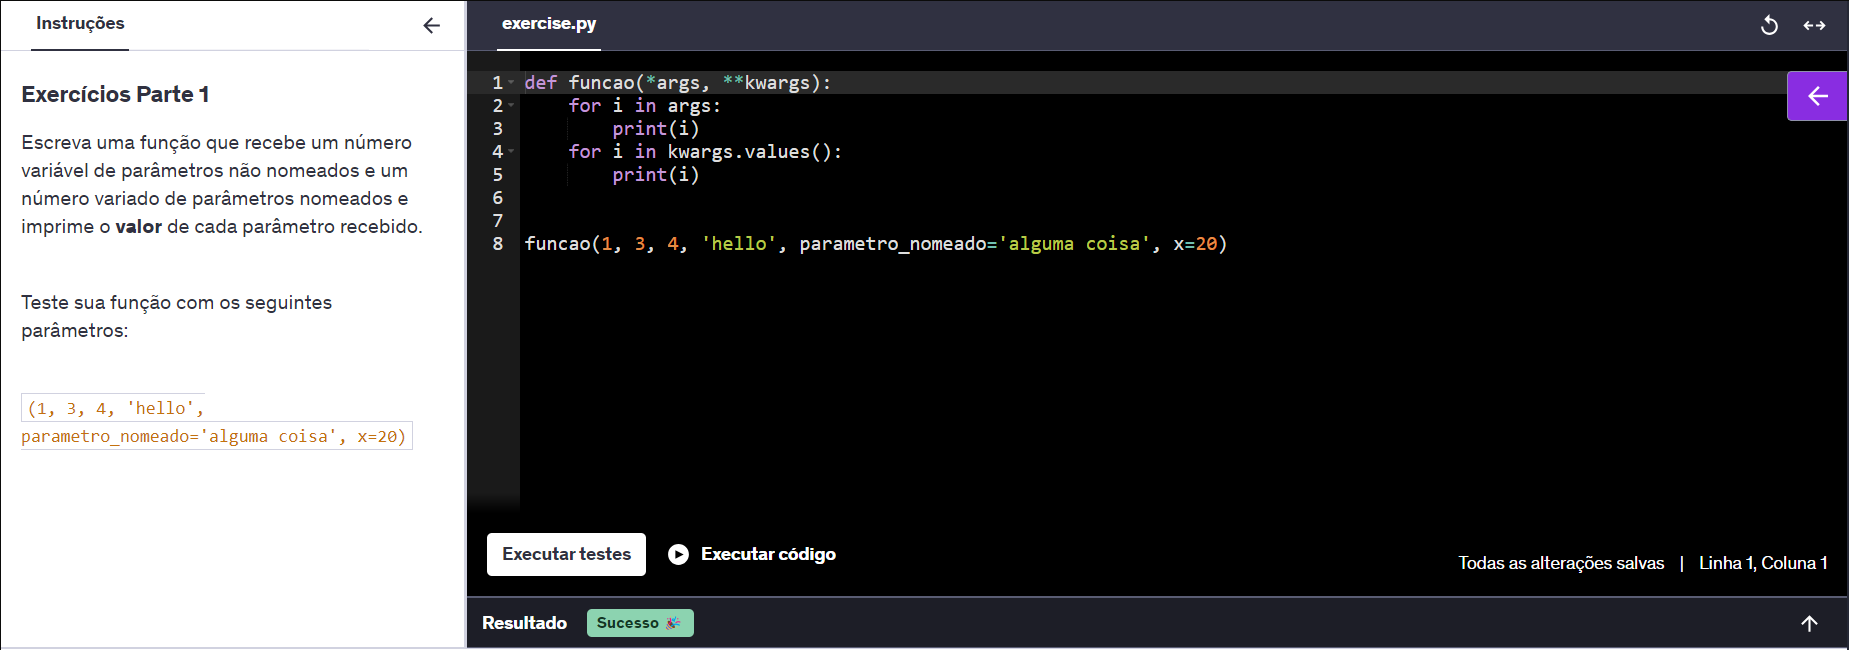 Instruções
Exercícios Parte 1
Escreva uma função que recebe um número
variável de parâmetros não nomeados e um
número variado de parâmetros nomeados e
imprime o valor de cada parâmetro recebido.
Teste sua função com os seguintes
parâmetros:
(1, 3, 4, 'hello',
parametro_nomeado='alguma coisa', x=20)
exercise.py
1 def funcao(*args, **kwargs):
2     for i in args:
3         print(i)
4     for i in kwargs.values():
5         print(i)
6
7
8 funcao(1, 3, 4, 'hello', parametro_nomeado='alguma coisa', x=20)
Executar testes
Executar código
Todas as alterações salvas | Linha 1, Coluna 1
Resultado
Sucesso 🎉